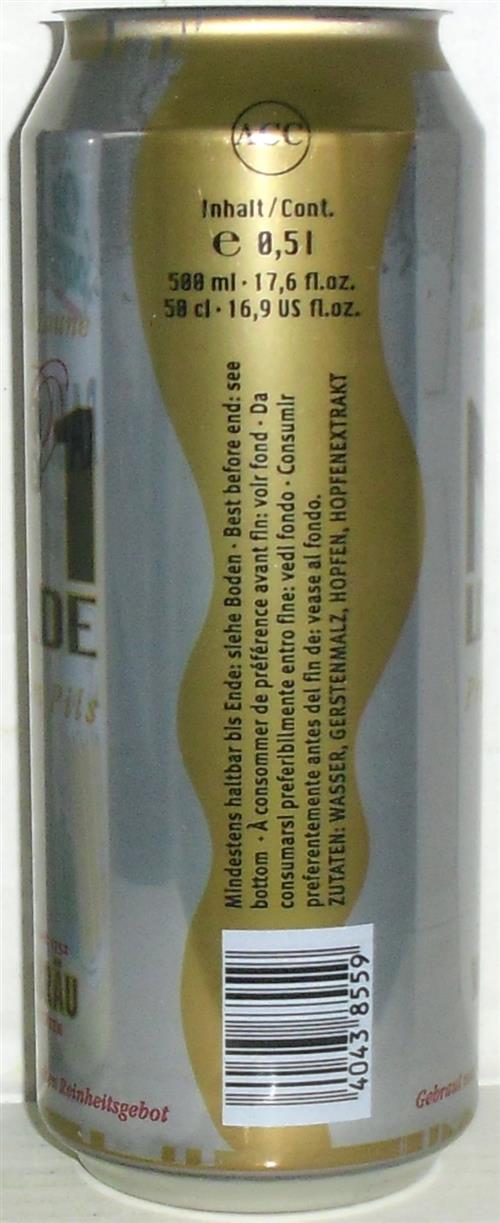 ACC
Inhalt/Cont.
e 0,5 l
500 ml · 17,6 fl.oz.
50 cl · 16,9 US fl.oz.
Mindestens haltbar bis Ende: siehe Boden · Best before end: see
bottom · À consommer de préférence avant fin: voir fond · Da
consumarsi preferibilmente entro fine: vedi fondo · Consumir
preferentemente antes del fin de: vease al fondo.
ZUTATEN: WASSER, GERSTENMALZ, HOPFEN, HOPFENEXTRAKT
4043 8559
1
DE
Pils
RÄU
Reinheitsgebot
Gebraut